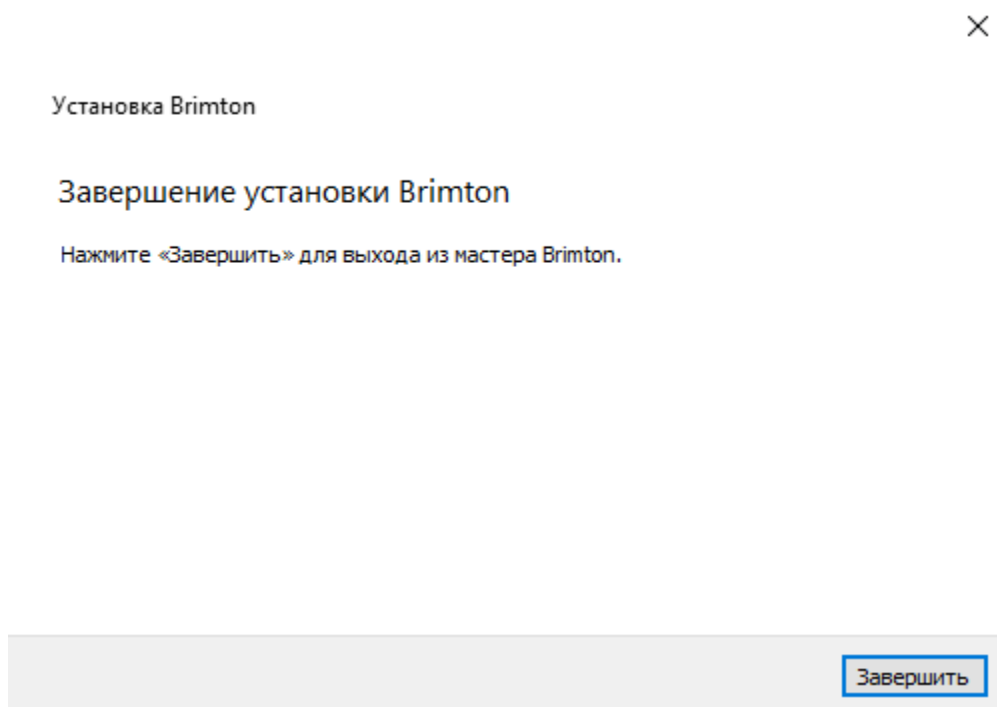 Установка Brimton
Завершение установки Brimton
Нажмите «Завершить» для выхода из мастера Brimton.
Завершить